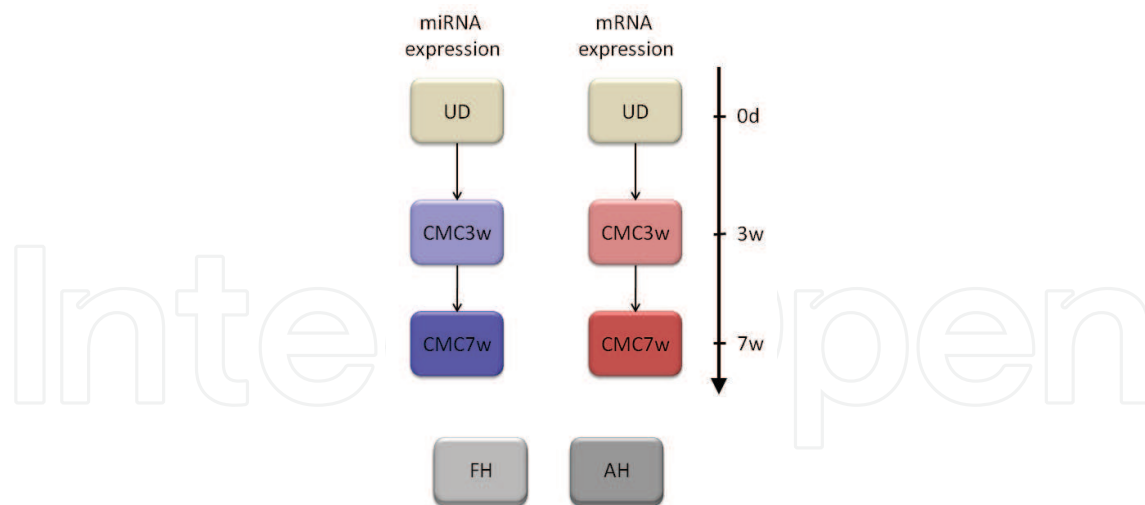 miRNA
expression
mRNA
expression
UD
UD
0d
CMC3w
CMC3w
3w
CMC7w
CMC7w
7w
FH
AH